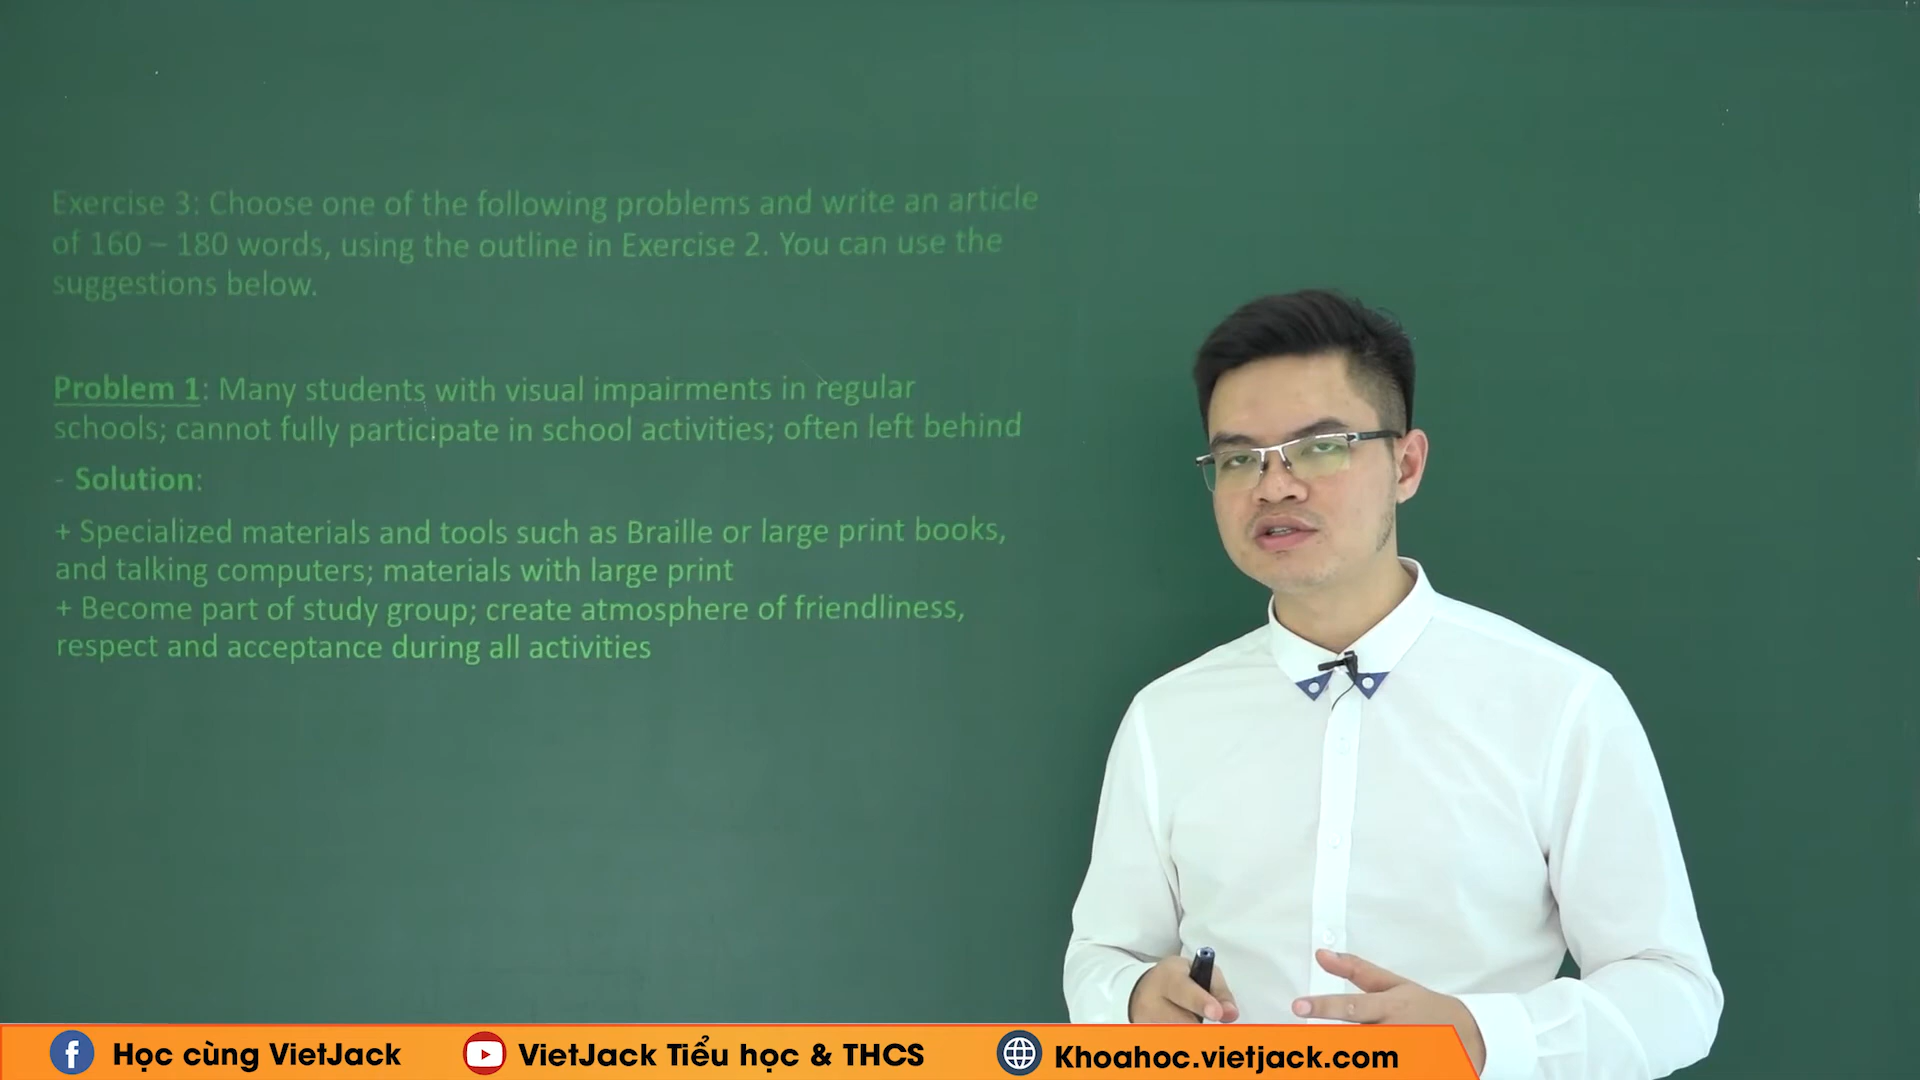 Exercise 3: Choose one of the following problems and write an article
of 160 – 180 words, using the outline in Exercise 2. You can use the
suggestions below.
Problem 1: Many students with visual impairments in regular
schools; cannot fully participate in school activities; often left behind
- Solution:
+ Specialized materials and tools such as Braille or large print books,
and talking computers; materials with large print
+ Become part of study group; create atmosphere of friendliness,
respect and acceptance during all activities
Học cùng VietJack
VietJack Tiểu học & THCS
Khoahoc.vietjack.com